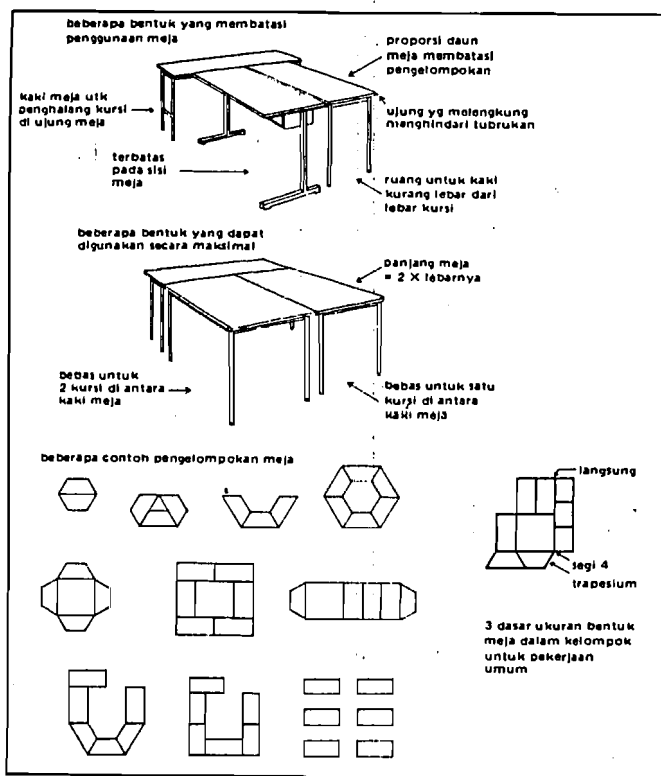 beberapa bentuk yang membatasi
penggunaan meja
proporsi daun
meja membatasi
pengelompokan
kaki meja utk
penghalang kursi
di ujung meja
ujung yg melengkung
menghindari tubrukan
terbatas
pada sisi
meja
ruang untuk kaki
kurang lebar dari
lebar kursi
beberapa bentuk yang dapat
digunakan secara maksimal
panjang meja
= 2 X lebarnya
bebas untuk
2 kursi di antara
kaki meja
bebas untuk satu
kursi di antara
kaki meja
beberapa contoh pengelompokan meja
langsung
segi 4
trapesium
3 dasar ukuran bentuk
meja dalam kelompok
untuk pekerjaan
umum